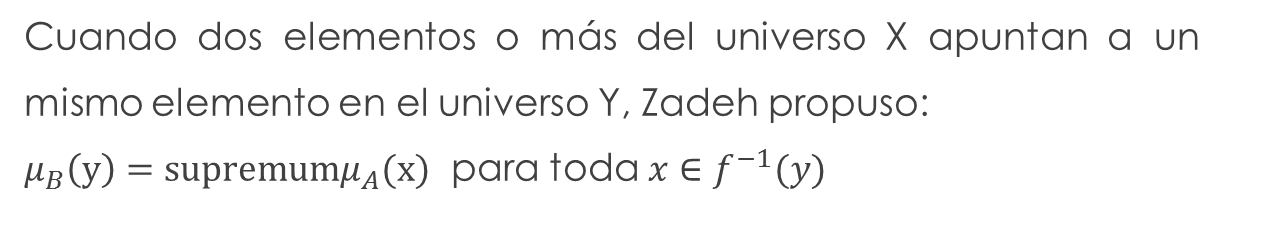 Cuando dos elementos o más del universo X apuntan a un
mismo elemento en el universo Y, Zadeh propuso:
μ_B(y) = supremumμ_A(x) para toda x ∈ f⁻¹(y)